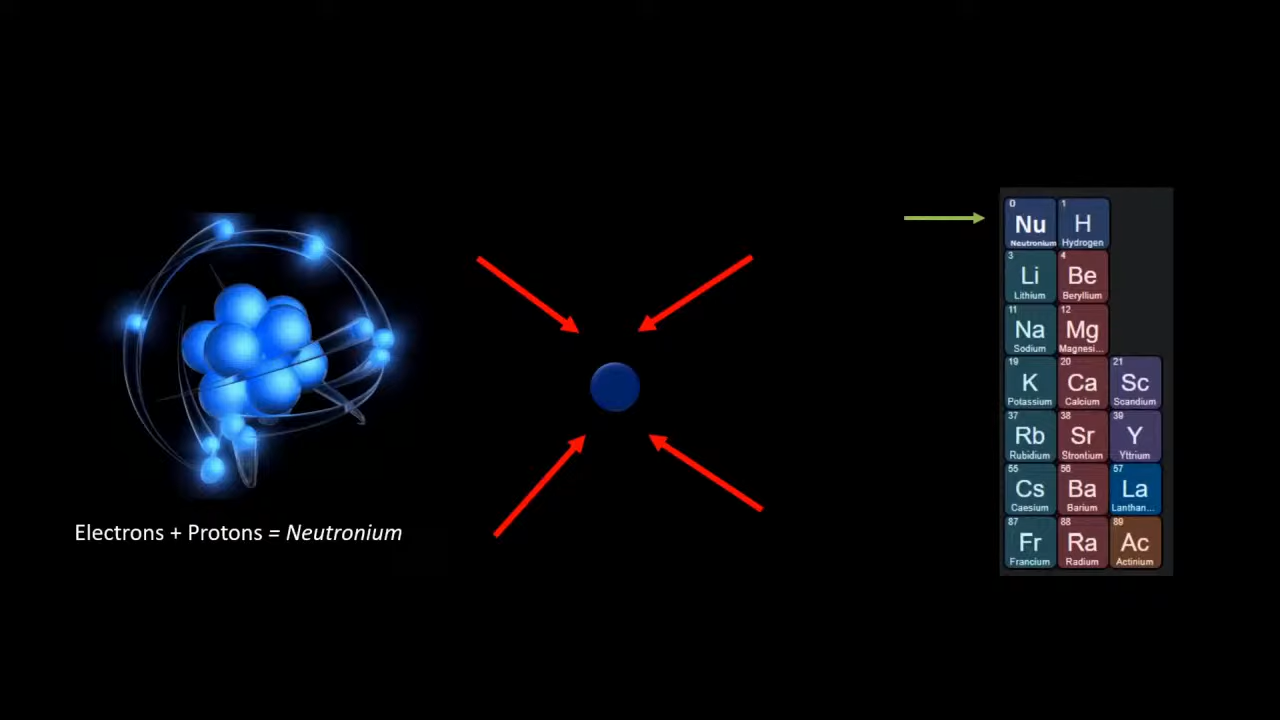 Electrons + Protons = Neutronium
0 1
Nu H
Neutronium Hydrogen
3 4
Li Be
Lithium Beryllium
11 12
Na Mg
Sodium Magnesi...
19 20 21
K Ca Sc
Potassium Calcium Scandium
37 38 39
Rb Sr Y
Rubidium Strontium Yttrium
55 56 57
Cs Ba La
Caesium Barium Lanthan...
87 88 89
Fr Ra Ac
Francium Radium Actinium